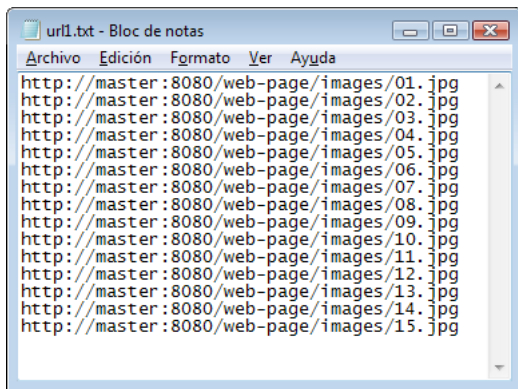 url1.txt - Bloc de notas
Archivo Edición Formato Ver Ayuda
http://master:8080/web-page/images/01.jpg
http://master:8080/web-page/images/02.jpg
http://master:8080/web-page/images/03.jpg
http://master:8080/web-page/images/04.jpg
http://master:8080/web-page/images/05.jpg
http://master:8080/web-page/images/06.jpg
http://master:8080/web-page/images/07.jpg
http://master:8080/web-page/images/08.jpg
http://master:8080/web-page/images/09.jpg
http://master:8080/web-page/images/10.jpg
http://master:8080/web-page/images/11.jpg
http://master:8080/web-page/images/12.jpg
http://master:8080/web-page/images/13.jpg
http://master:8080/web-page/images/14.jpg
http://master:8080/web-page/images/15.jpg